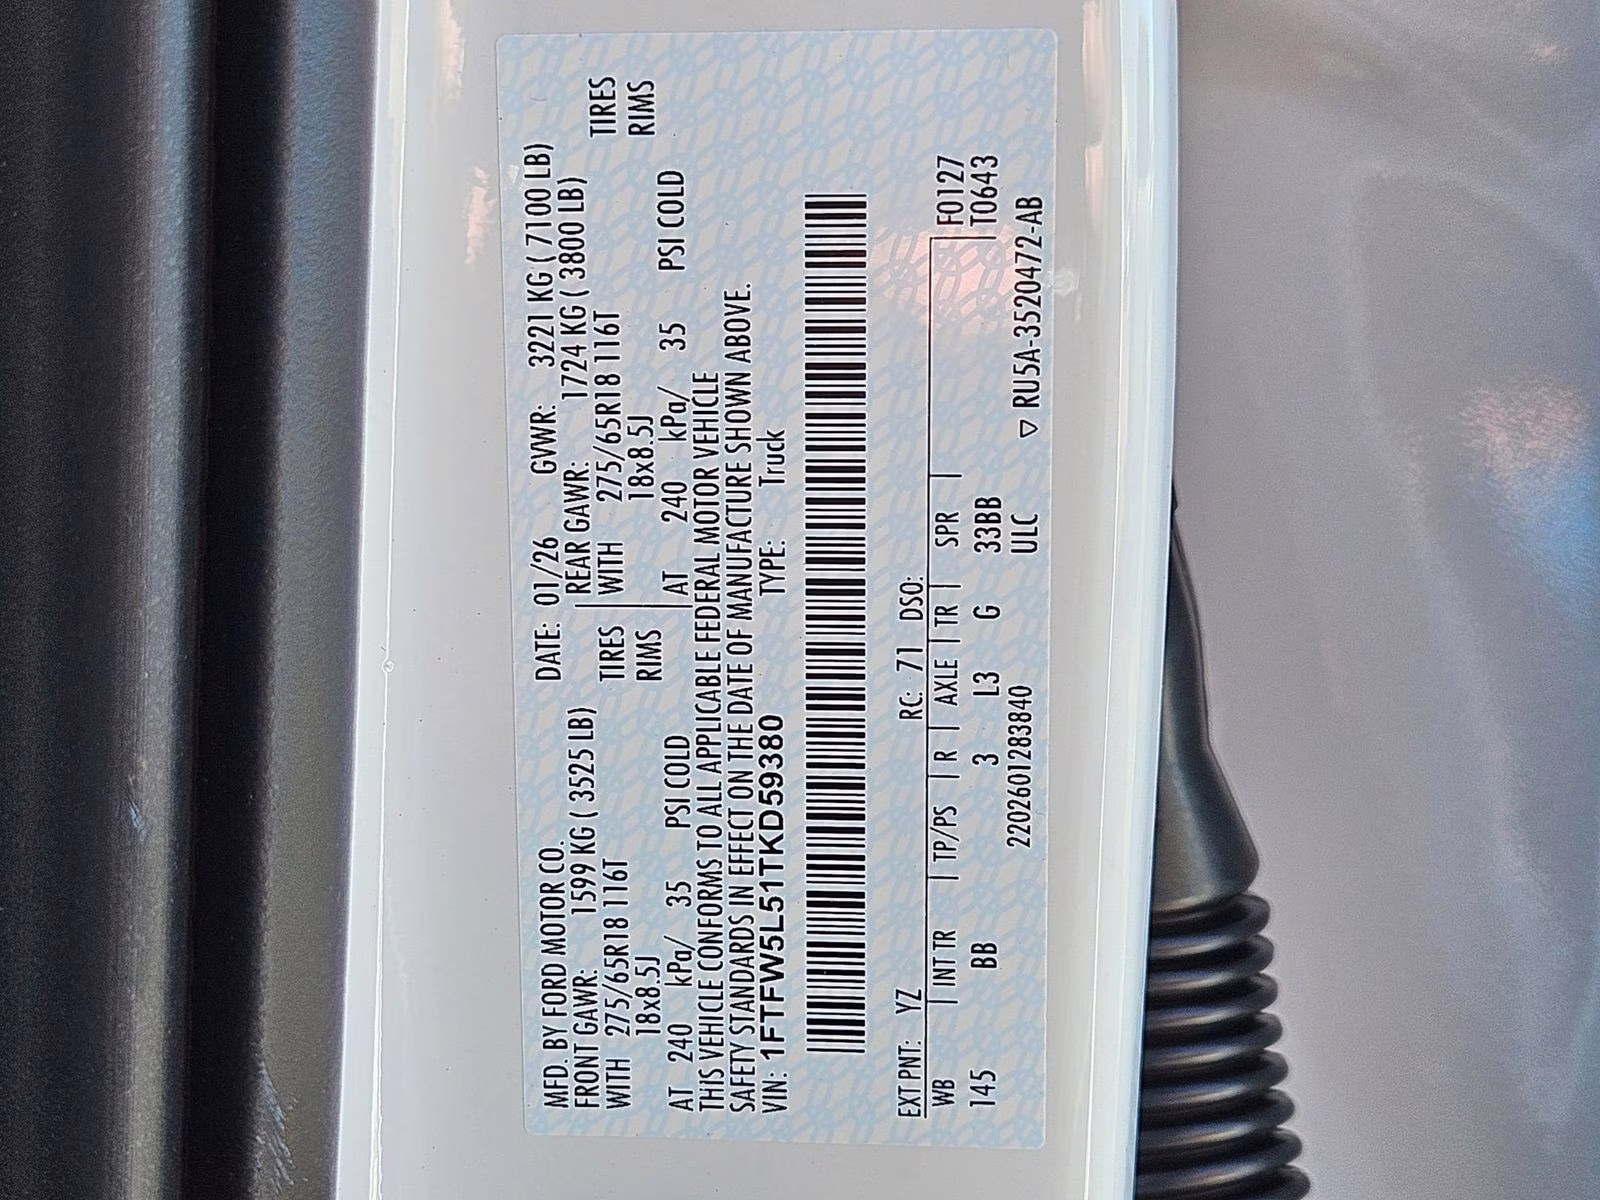 MFD. BY FORD MOTOR CO. DATE: 01/26 GVWR: 3221 KG ( 7100 LB)
FRONT GAWR: 1599 KG ( 3525 LB) REAR GAWR: 1724 KG ( 3800 LB)
WITH 275/65R18 116T TIRES WITH 275/65R18 116T TIRES
18x8.5J RIMS 18x8.5J RIMS
AT 240 kPa/ 35 PSI COLD AT 240 kPa/ 35 PSI COLD
THIS VEHICLE CONFORMS TO ALL APPLICABLE FEDERAL MOTOR VEHICLE
SAFETY STANDARDS IN EFFECT ON THE DATE OF MANUFACTURE SHOWN ABOVE.
VIN: 1FTFW5L51TKD59380 TYPE: Truck
EXT PNT: YZ RC: 71 DSO:
WB INT TR TP/PS R AXLE TR SPR F0127
145 BB 3 L3 G 33BB T0643
220260128384​0 ULC ▽ RU5A-3520472-AB